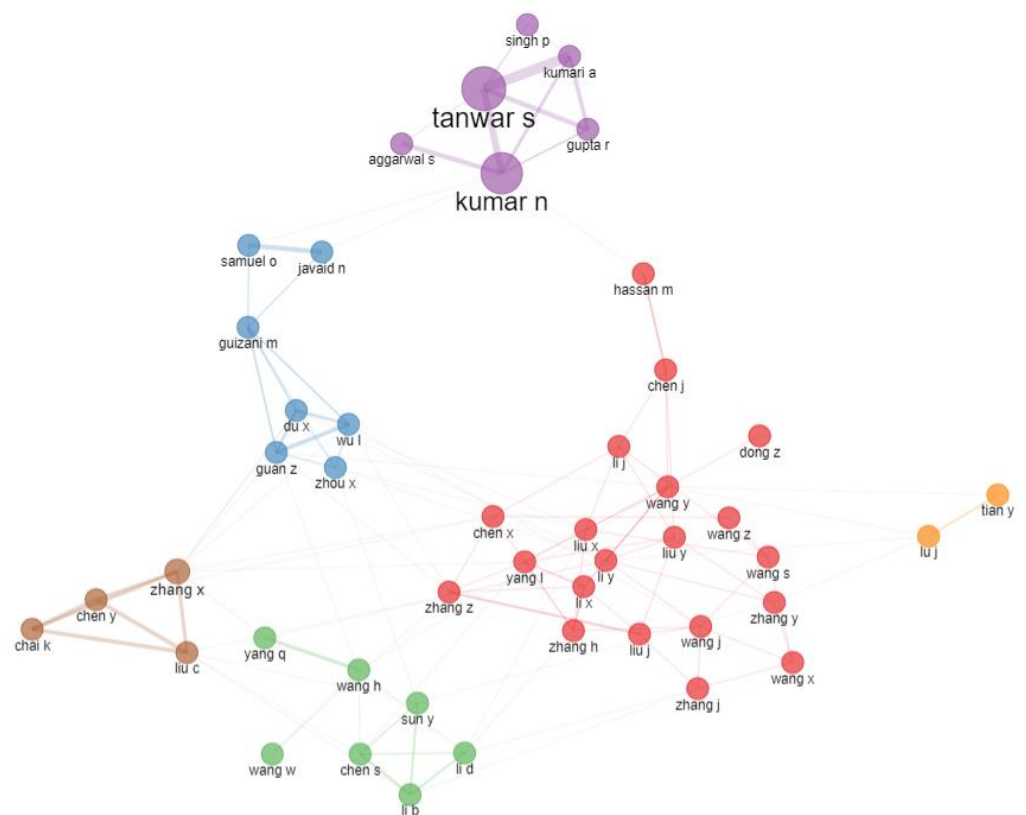 singh p
kumari a
tanwar s
gupta r
aggarwal s
kumar n
samuel o
javaid n
hassan m
guizani m
chen j
du x
wu l
dong z
li j
guan z
zhou x
wang y
tian y
chen x
wang z
liu x
liu y
lu j
yang l
li y
wang s
zhang x
li x
zhang z
chen y
zhang y
chai k
zhang h
liu j
wang j
yang q
liu c
wang h
wang x
zhang j
sun y
wang w
chen s
li d
li b